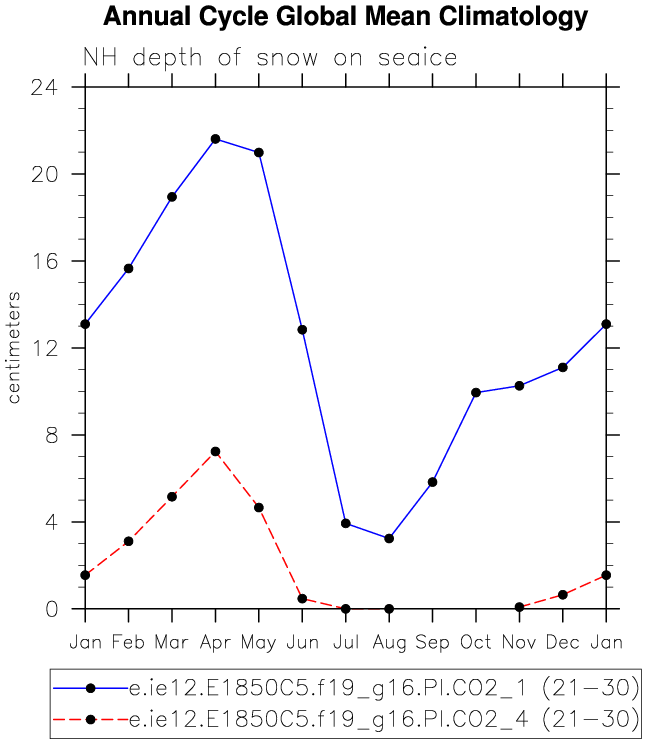 Annual Cycle Global Mean Climatology
NH depth of snow on seaice
24
20
16
12
8
4
0
centimeters
Jan Feb Mar Apr May Jun Jul Aug Sep Oct Nov Dec Jan
e.ie12.E1850C5.f19_g16.PI.CO2_1 (21-30)
e.ie12.E1850C5.f19_g16.PI.CO2_4 (21-30)